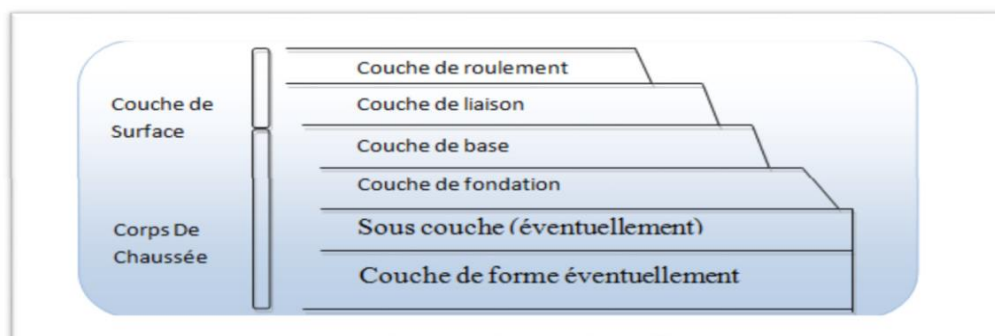 Couche de roulement
Couche de liaison
Couche de
Surface
Couche de base
Couche de fondation
Sous couche (éventuellement)
Corps De
Chaussée
Couche de forme éventuellement